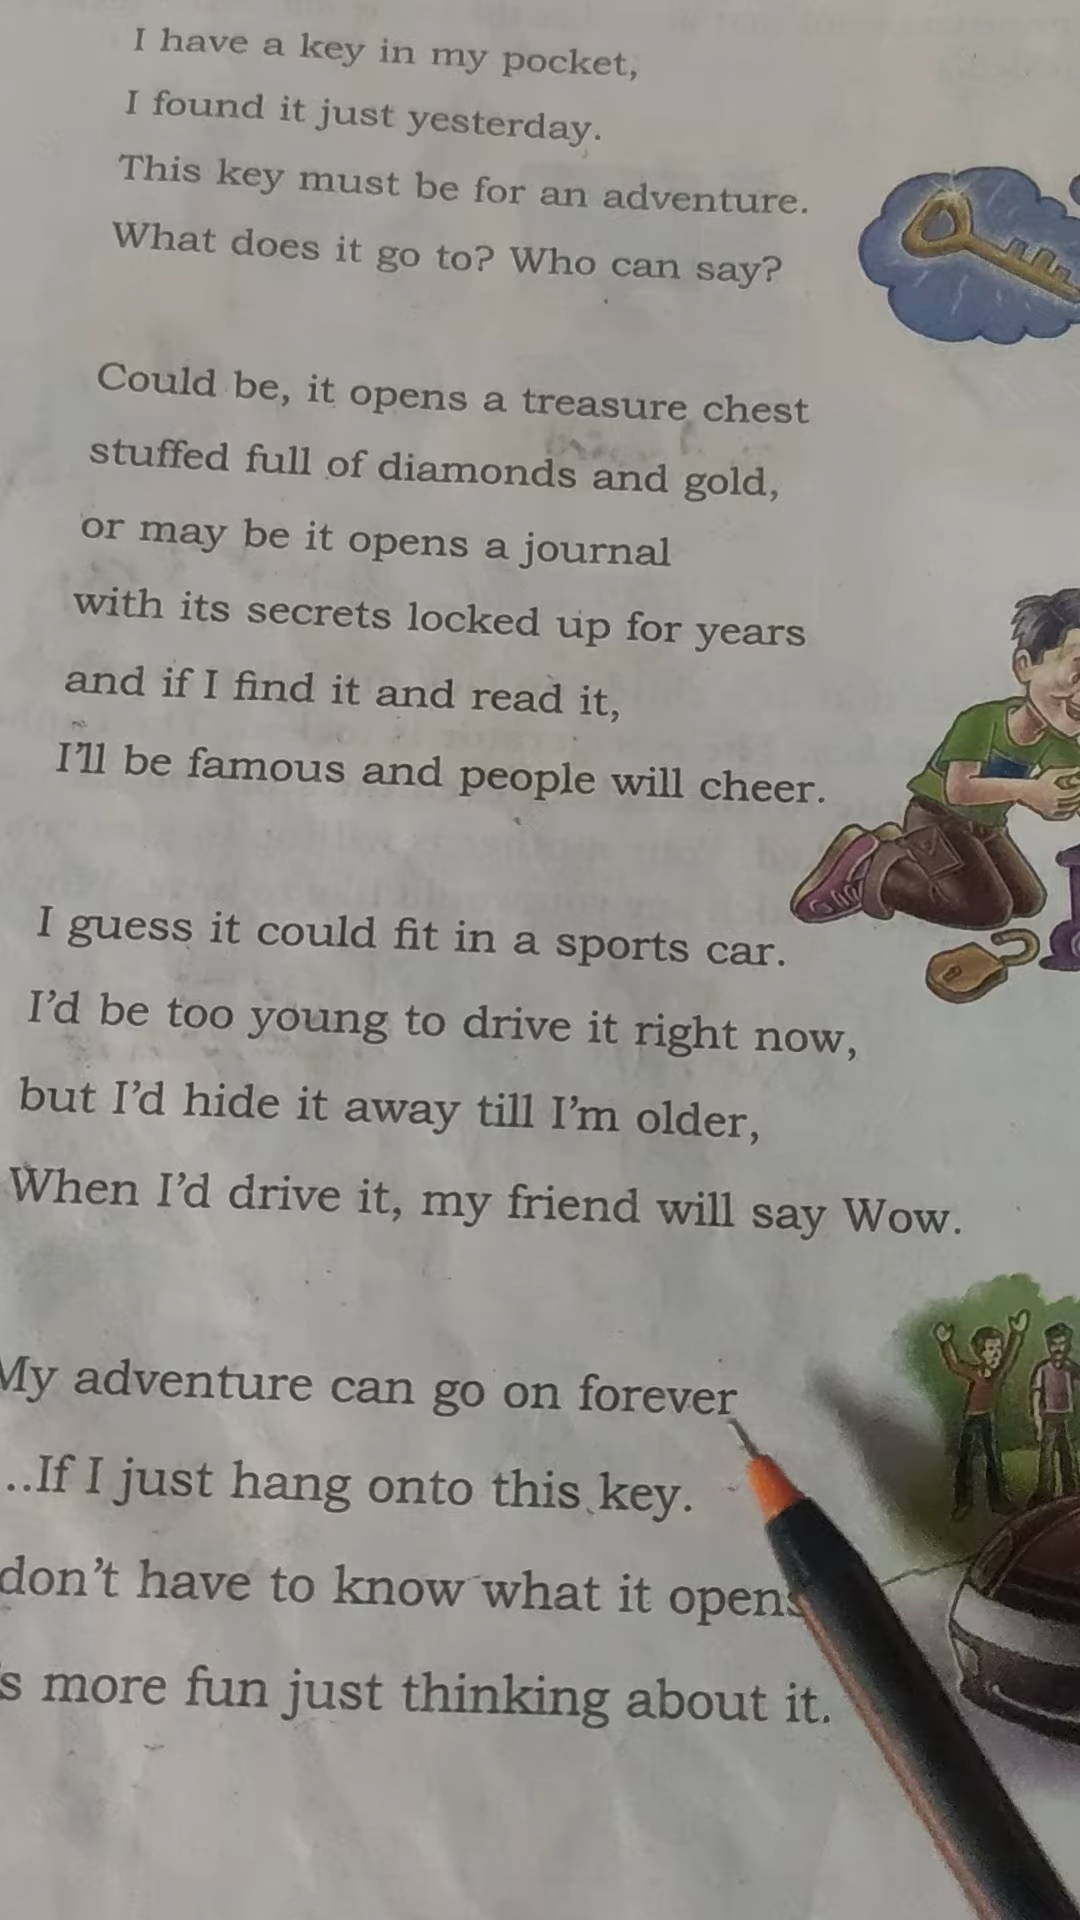 I have a key in my pocket,
I found it just yesterday.
This key must be for an adventure.
What does it go to? Who can say?
Could be, it opens a treasure chest
stuffed full of diamonds and gold,
or may be it opens a journal
with its secrets locked up for years
and if I find it and read it,
I'll be famous and people will cheer.
I guess it could fit in a sports car.
I'd be too young to drive it right now,
but I'd hide it away till I'm older,
When I'd drive it, my friend will say Wow.
My adventure can go on forever
..If I just hang onto this key.
don't have to know what it opens
's more fun just thinking about it.